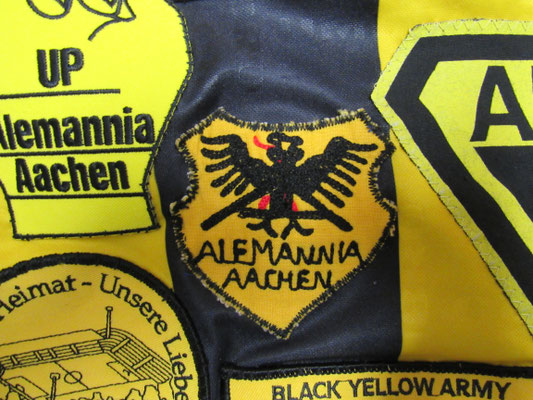 UP
Alemannia
Aachen
ALEMANNIA
AACHEN
Heimat - Unsere Liebe
BLACK YELLOW ARMY